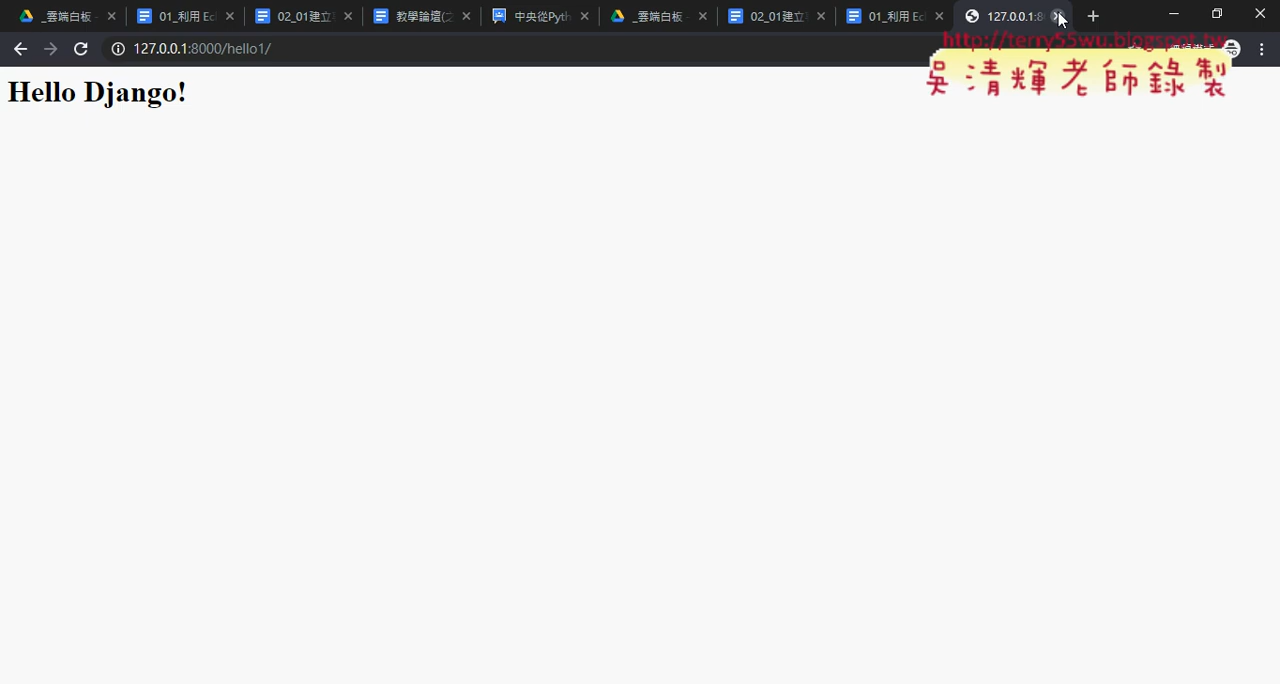 _雲端白板 -
01_利用 Ecl
02_01建立
教學論壇(之
中央從Pyth
_雲端白板 -
02_01建立
01_利用 Ecl
127.0.0.1:8
127.0.0.1:8000/hello1/
http://terry55wu.blogspot.tw
吳清輝老師錄製
Hello Django!